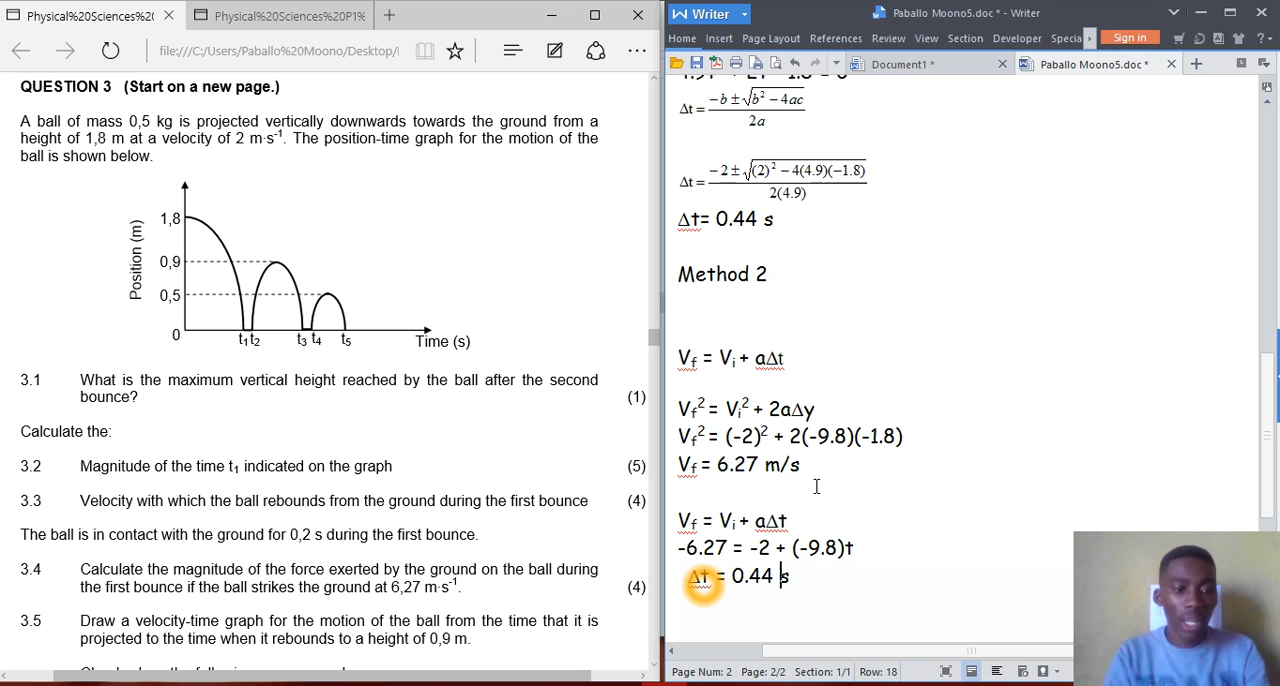 Physical%20Sciences%20
Physical%20Sciences%20P1%
file:///C:/Users/Paballo%20Moono/Desktop/
QUESTION 3 (Start on a new page.)
A ball of mass 0,5 kg is projected vertically downwards towards the ground from a
height of 1,8 m at a velocity of 2 m·s-1. The position-time graph for the motion of the
ball is shown below.
Position (m)
1,8
0,9
0,5
0
t1 t2 t3 t4 t5
Time (s)
3.1 What is the maximum vertical height reached by the ball after the second
bounce? (1)
Calculate the:
3.2 Magnitude of the time t1 indicated on the graph (5)
3.3 Velocity with which the ball rebounds from the ground during the first bounce (4)
The ball is in contact with the ground for 0,2 s during the first bounce.
3.4 Calculate the magnitude of the force exerted by the ground on the ball during
the first bounce if the ball strikes the ground at 6,27 m·s-1. (4)
3.5 Draw a velocity-time graph for the motion of the ball from the time that it is
projected to the time when it rebounds to a height of 0,9 m.
W Writer
Paballo Moono5.doc * - Writer
Home Insert Page Layout References Review View Section Developer Specia Sign in
Document1 *
Paballo Moono5.doc *
Δt = (-b ± √(b² - 4ac)) / 2a
Δt = (-2 ± √((2)² - 4(4.9)(-1.8))) / 2(4.9)
Δt= 0.44 s
Method 2
Vf = Vi + aΔt
Vf² = Vi² + 2aΔy
Vf² = (-2)² + 2(-9.8)(-1.8)
Vf = 6.27 m/s
Vf = Vi + aΔt
-6.27 = -2 + (-9.8)t
Δt = 0.44 s
Page Num: 2 Page: 2/2 Section: 1/1 Row: 18